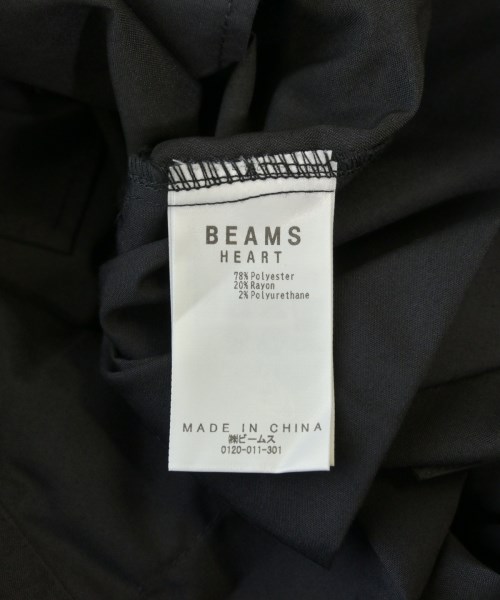 BEAMS
HEART
78% Polyester
20% Rayon
2% Polyurethane
MADE IN CHINA
㈱ビームス
0120-011-301